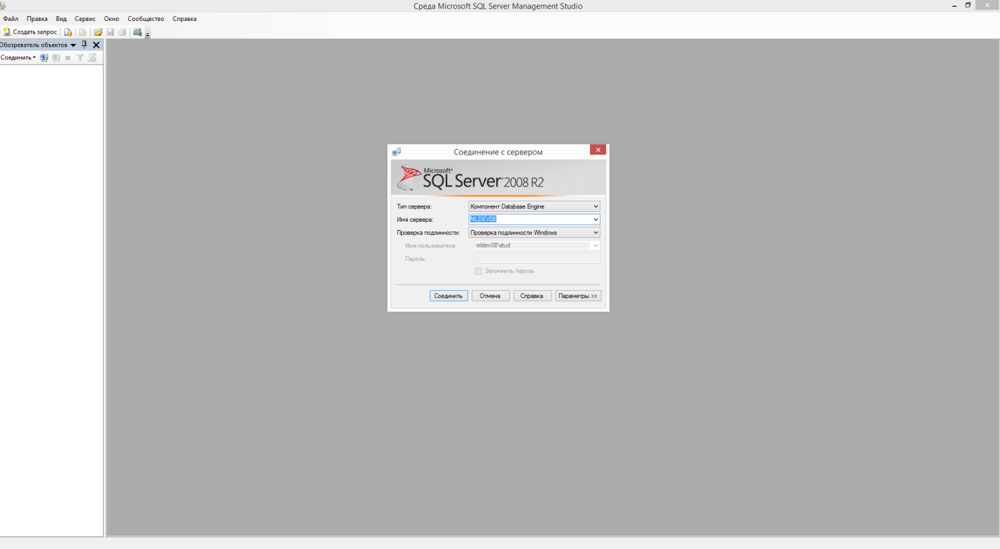 Среда Microsoft SQL Server Management Studio
Файл Правка Вид Сервис Окно Сообщество Справка
Создать запрос
Обозреватель объектов
Соединить
Соединение с сервером
Microsoft®
SQL Server 2008 R2
Тип сервера: Компонент Database Engine
Имя сервера: MLDEV08
Проверка подлинности: Проверка подлинности Windows
Имя пользователя: mldev08\atud
Пароль:
Запомнить пароль
Соединить Отмена Справка Параметры >>